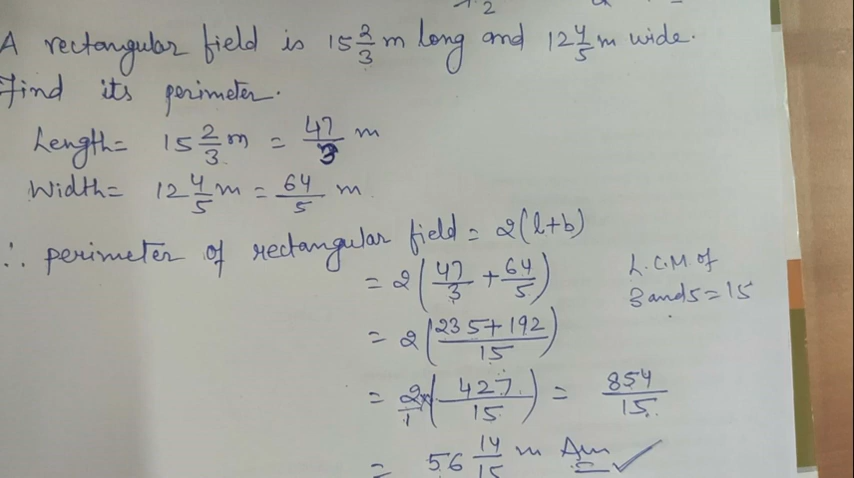 A rectangular field is 15 2/3 m long and 12 4/5 m wide.
Find its perimeter.
Length = 15 2/3 m = 47/3 m
Width = 12 4/5 m = 64/5 m
∴ perimeter of rectangular field = 2(l+b)
= 2(47/3 + 64/5) L.C.M of
3 and 5 = 15
= 2(235+192/15)
= 2/1 × (427/15) = 854/15
= 56 14/15 m Ans ✓